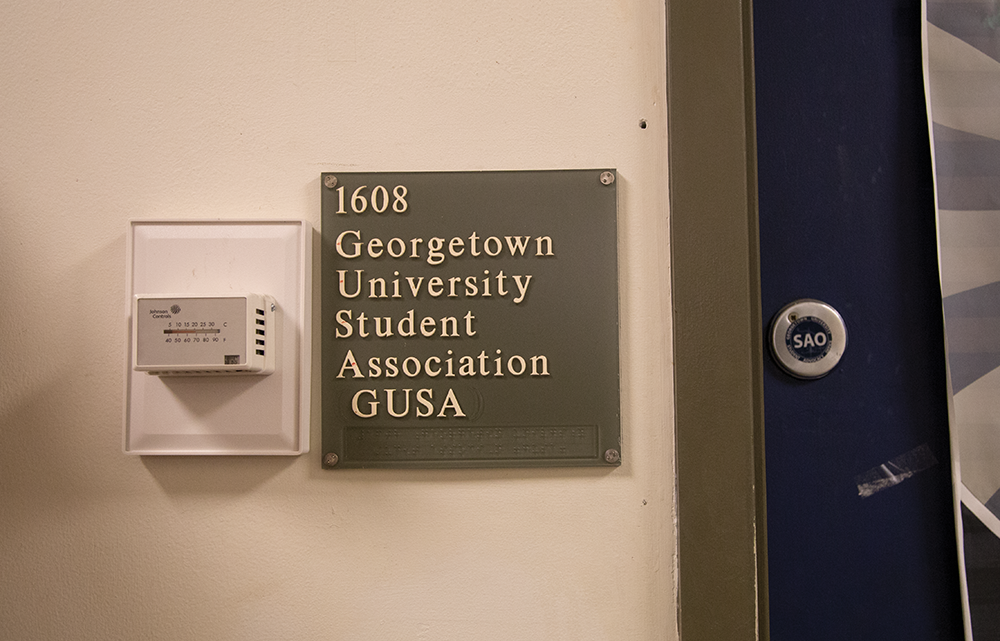 Johnson
Controls
5 10 15 20 25 30 C
40 50 60 70 80 90 F
1608
Georgetown
University
Student
Association
GUSA
SAO